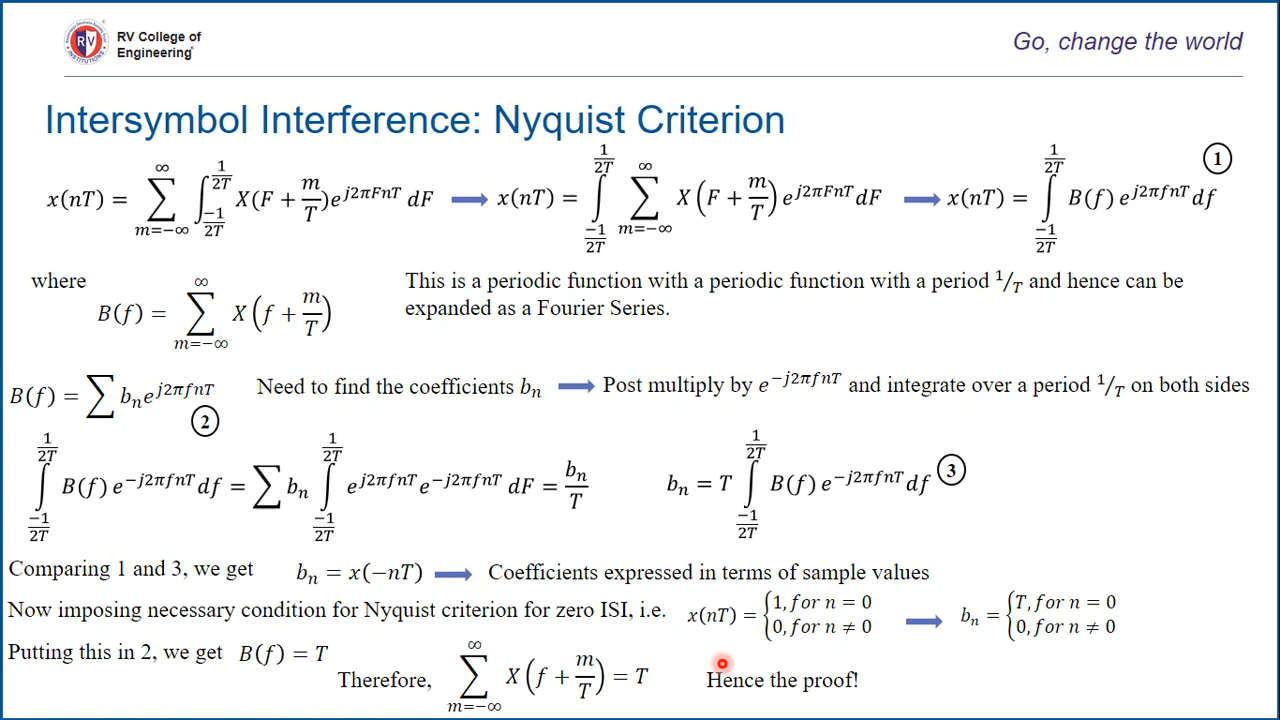 RV College of
Engineering
Go, change the world
Intersymbol Interference: Nyquist Criterion
x(nT) = ∑_{m=−∞}^{∞} ∫_{−1/2T}^{1/2T} X(F + m/T)e^{j2πFnT} dF → x(nT) = ∫_{−1/2T}^{1/2T} ∑_{m=−∞}^{∞} X(F + m/T) e^{j2πFnT} dF → x(nT) = ∫_{−1/2T}^{1/2T} B(f) e^{j2πfnT} df ①
where
B(f) = ∑_{m=−∞}^{∞} X(f + m/T)
This is a periodic function with a periodic function with a period 1/T and hence can be
expanded as a Fourier Series.
B(f) = ∑ b_n e^{j2πfnT} ② Need to find the coefficients b_n → Post multiply by e^{−j2πfnT} and integrate over a period 1/T on both sides
∫_{−1/2T}^{1/2T} B(f) e^{−j2πfnT} df = ∑ b_n ∫_{−1/2T}^{1/2T} e^{j2πfnT} e^{−j2πfnT} dF = b_n/T
b_n = T ∫_{−1/2T}^{1/2T} B(f) e^{−j2πfnT} df ③
Comparing 1 and 3, we get b_n = x(−nT) → Coefficients expressed in terms of sample values
Now imposing necessary condition for Nyquist criterion for zero ISI, i.e. x(nT) = {1, for n = 0; 0, for n ≠ 0 → b_n = {T, for n = 0; 0, for n ≠ 0
Putting this in 2, we get B(f) = T
Therefore, ∑_{m=−∞}^{∞} X(f + m/T) = T Hence the proof!